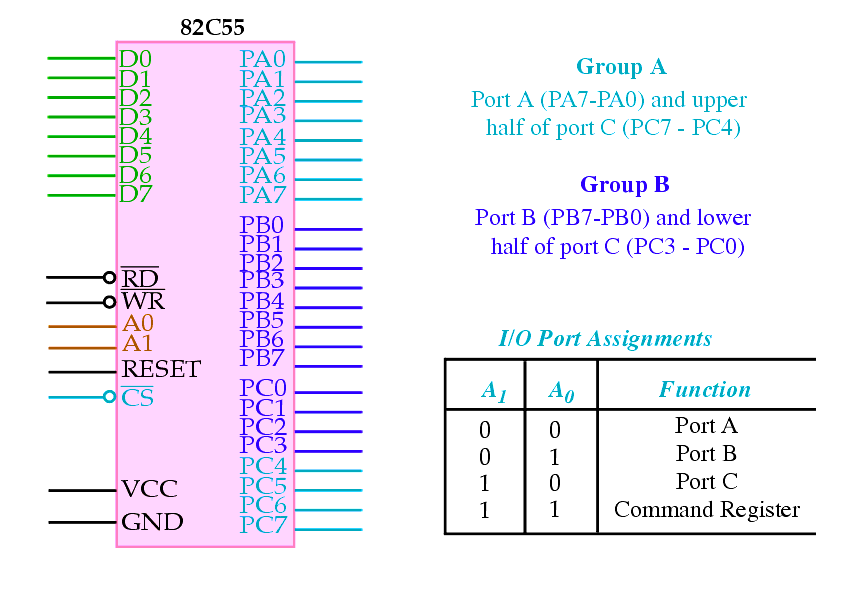 82C55
D0 PA0
D1 PA1
D2 PA2
D3 PA3
D4 PA4
D5 PA5
D6 PA6
D7 PA7
PB0
PB1
PB2
RD PB3
WR PB4
A0 PB5
A1 PB6
RESET PB7
CS PC0
PC1
PC2
PC3
PC4
VCC PC5
PC6
GND PC7
Group A
Port A (PA7-PA0) and upper
half of port C (PC7 - PC4)
Group B
Port B (PB7-PB0) and lower
half of port C (PC3 - PC0)
I/O Port Assignments
A1 A0 Function
0 0 Port A
0 1 Port B
1 0 Port C
1 1 Command Register